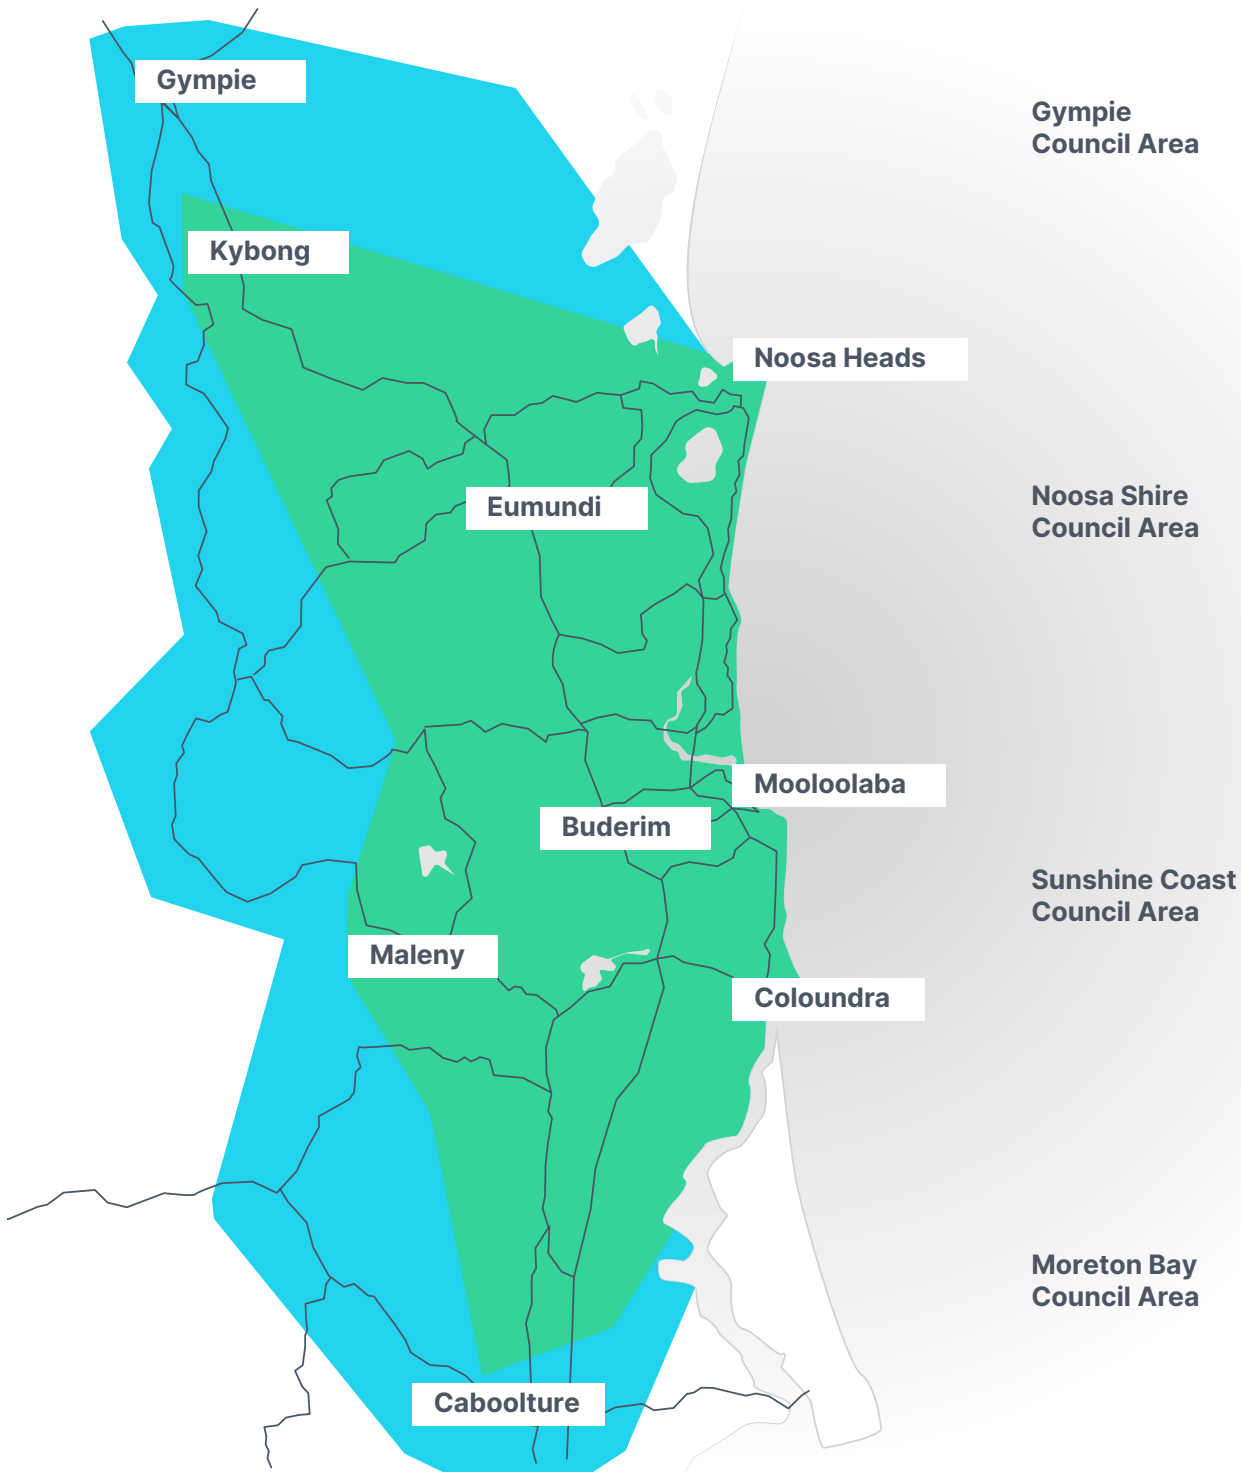 Gympie
Gympie
Council Area
Kybong
Noosa Heads
Noosa Shire
Council Area
Eumundi
Mooloolaba
Buderim
Sunshine Coast
Council Area
Maleny
Coloundra
Moreton Bay
Council Area
Caboolture